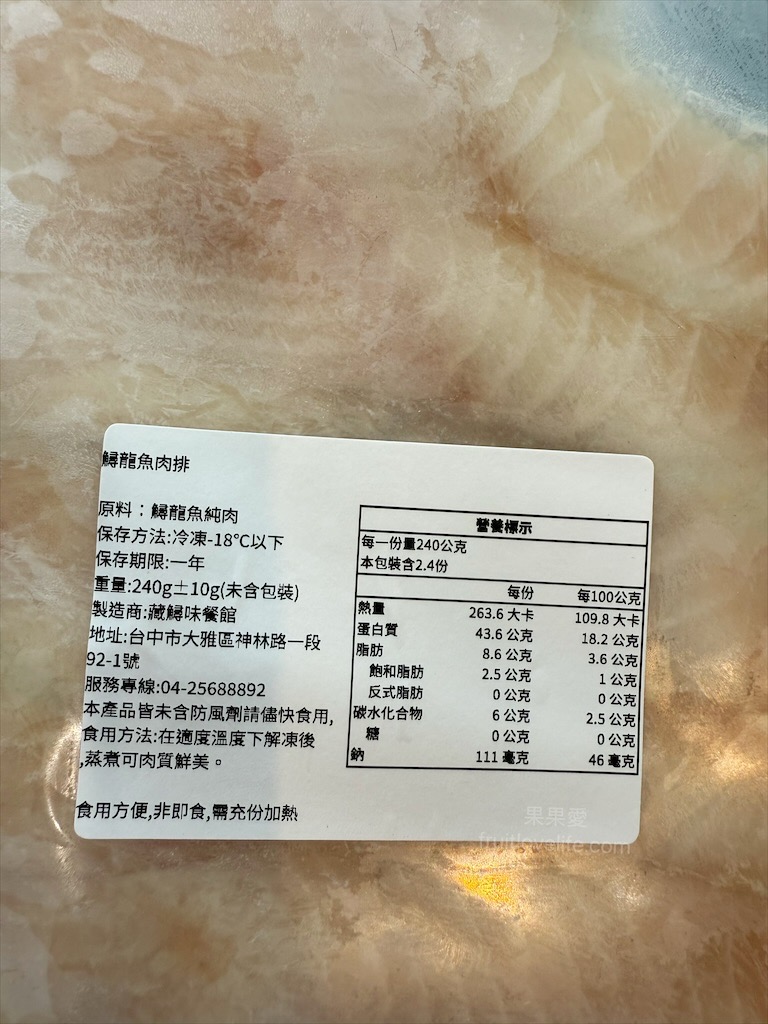 鱘龍魚肉排
原料：鱘龍魚純肉
保存方法:冷凍-18℃以下
保存期限:一年
重量:240g±10g(未含包裝)
製造商:藏鱘味餐館
地址:台中市大雅區神林路一段
92-1號
服務專線:04-25688892
本產品皆未含防風劑請儘快食用,
食用方法:在適度溫度下解凍後
,蒸煮可肉質鮮美。
食用方便,非即食,需充份加熱
營養標示
每一份量240公克
本包裝含2.4份
每份 每100公克
熱量 263.6 大卡 109.8 大卡
蛋白質 43.6 公克 18.2 公克
脂肪 8.6 公克 3.6 公克
飽和脂肪 2.5 公克 1 公克
反式脂肪 0 公克 0 公克
碳水化合物 6 公克 2.5 公克
糖 0 公克 0 公克
鈉 111 毫克 46 毫克
果果愛
fruitlovelife.com